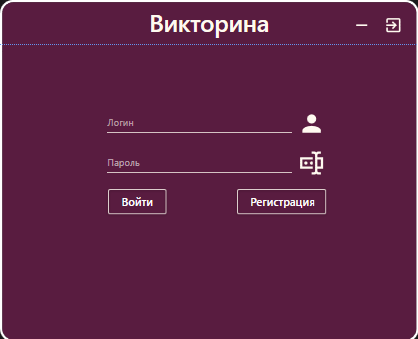 Викторина
Логин
Пароль
Войти Регистрация